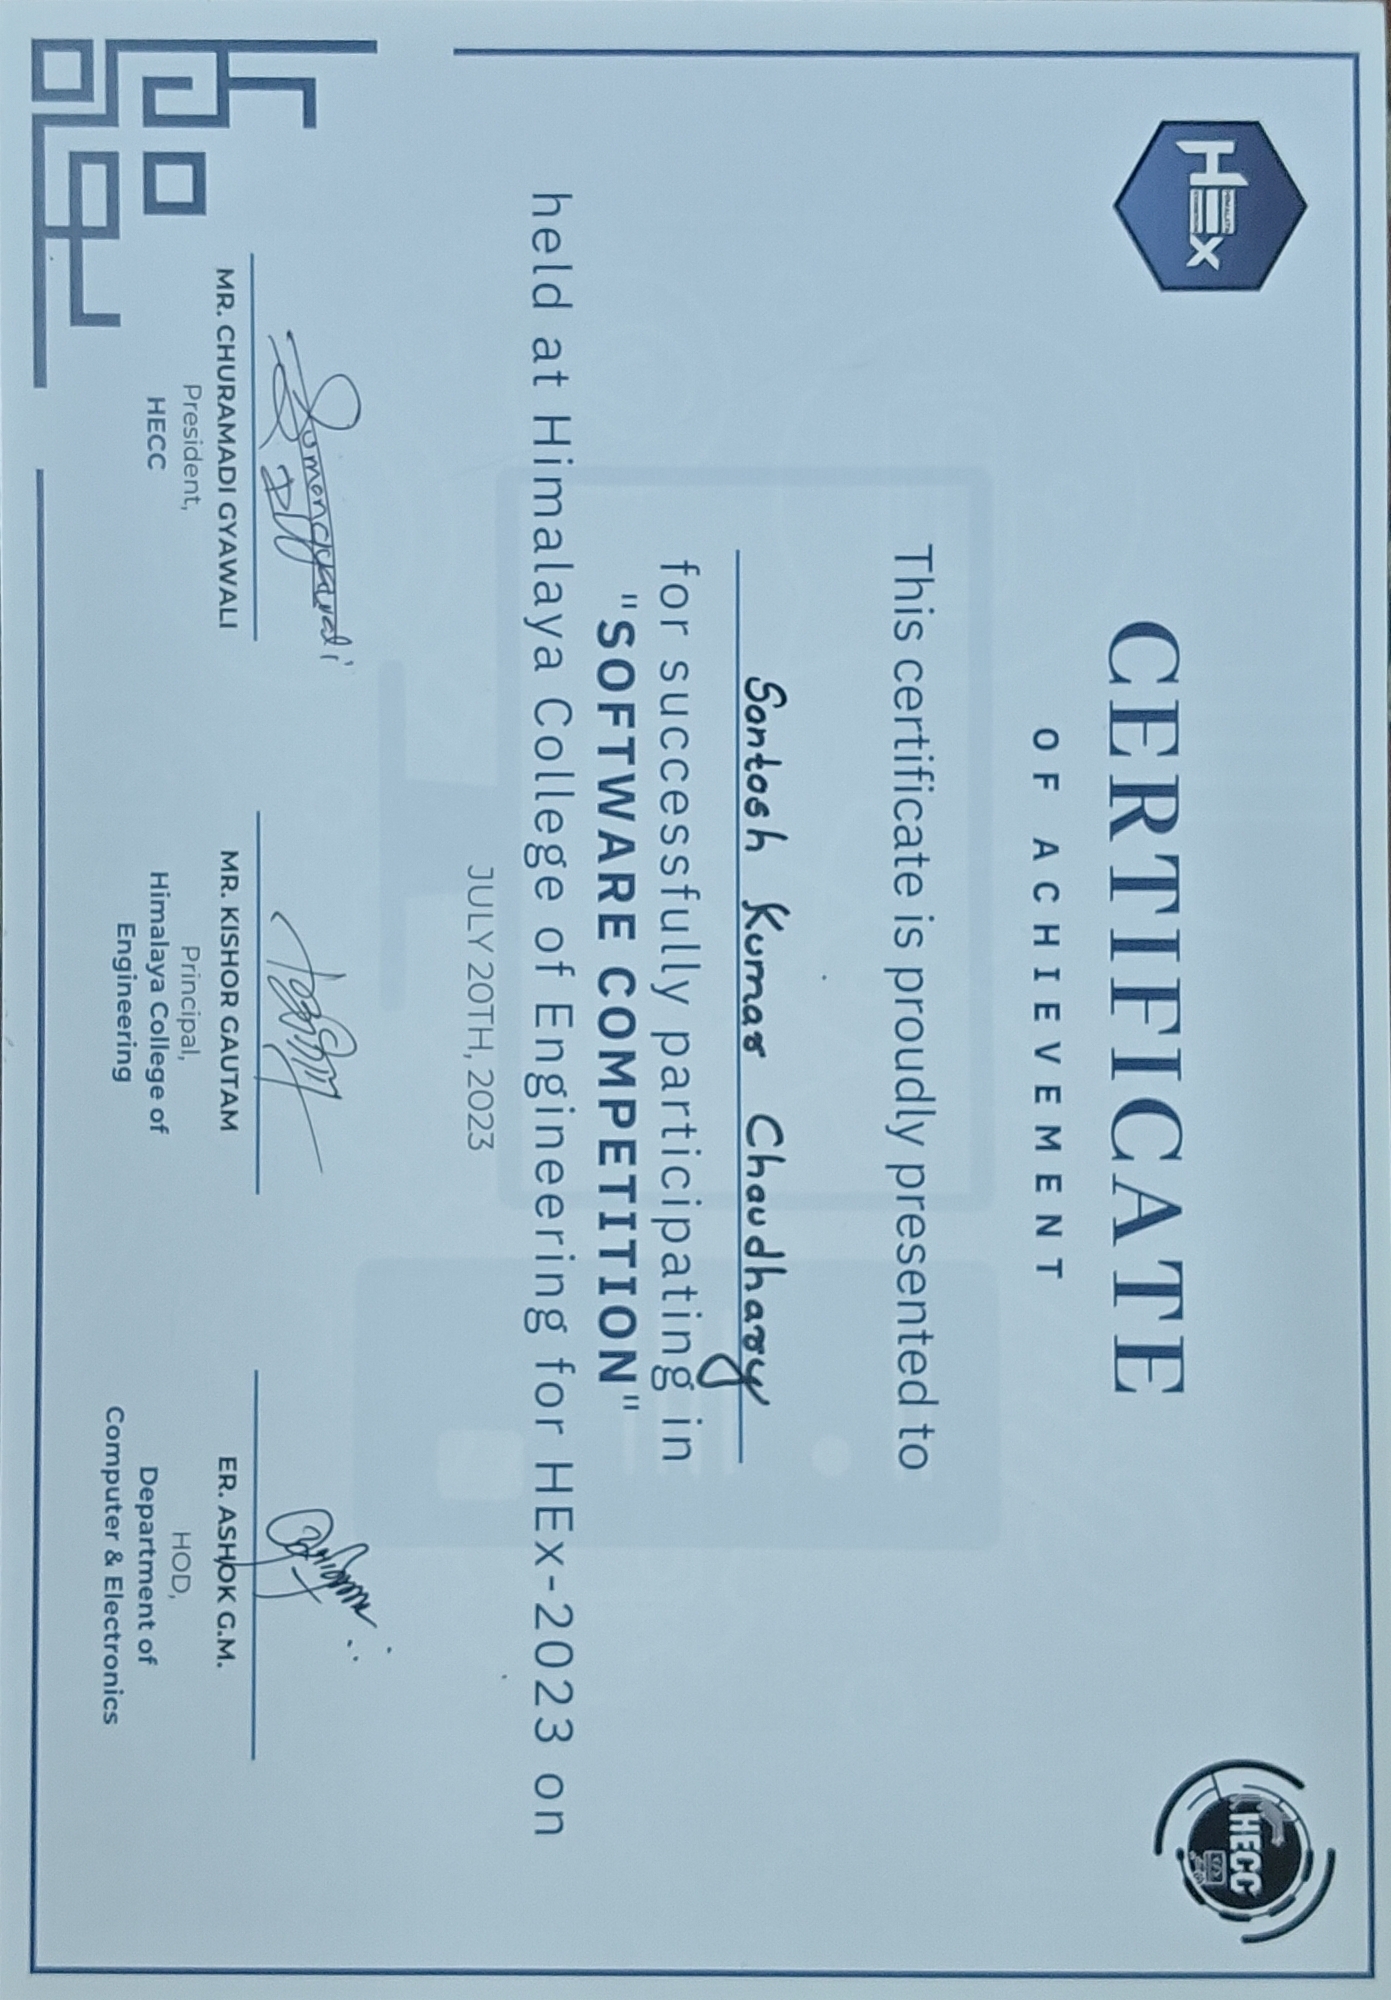 HEx
HIMALAYA
HECC
</>
CERTIFICATE
OF ACHIEVEMENT
This certificate is proudly presented to
Santosh Kumar Chaudhary
for successfully participating in
"SOFTWARE COMPETITION"
held at Himalaya College of Engineering for HEx-2023 on
JULY 20TH, 2023
MR. CHURAMADI GYAWALI
President,
HECC
MR. KISHOR GAUTAM
Principal,
Himalaya College of
Engineering
ER. ASHOK G.M.
HOD,
Department of
Computer & Electronics